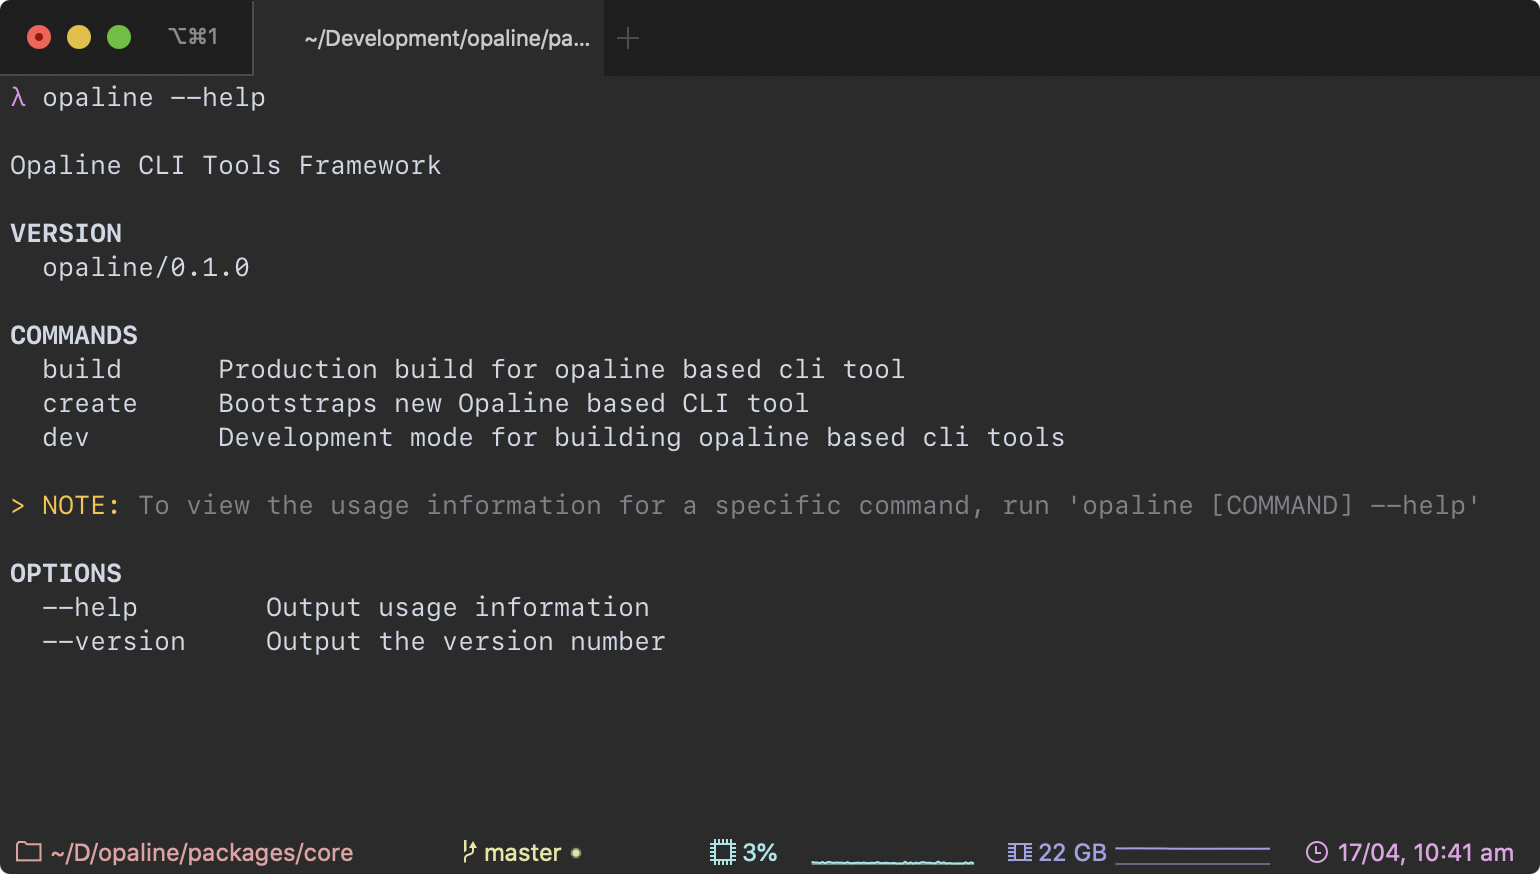 ⌥⌘1 ~/Development/opaline/pa...
λ opaline --help
Opaline CLI Tools Framework
VERSION
opaline/0.1.0
COMMANDS
build Production build for opaline based cli tool
create Bootstraps new Opaline based CLI tool
dev Development mode for building opaline based cli tools
> NOTE: To view the usage information for a specific command, run 'opaline [COMMAND] --help'
OPTIONS
--help Output usage information
--version Output the version number
~/D/opaline/packages/core master 3% 22 GB 17/04, 10:41 am